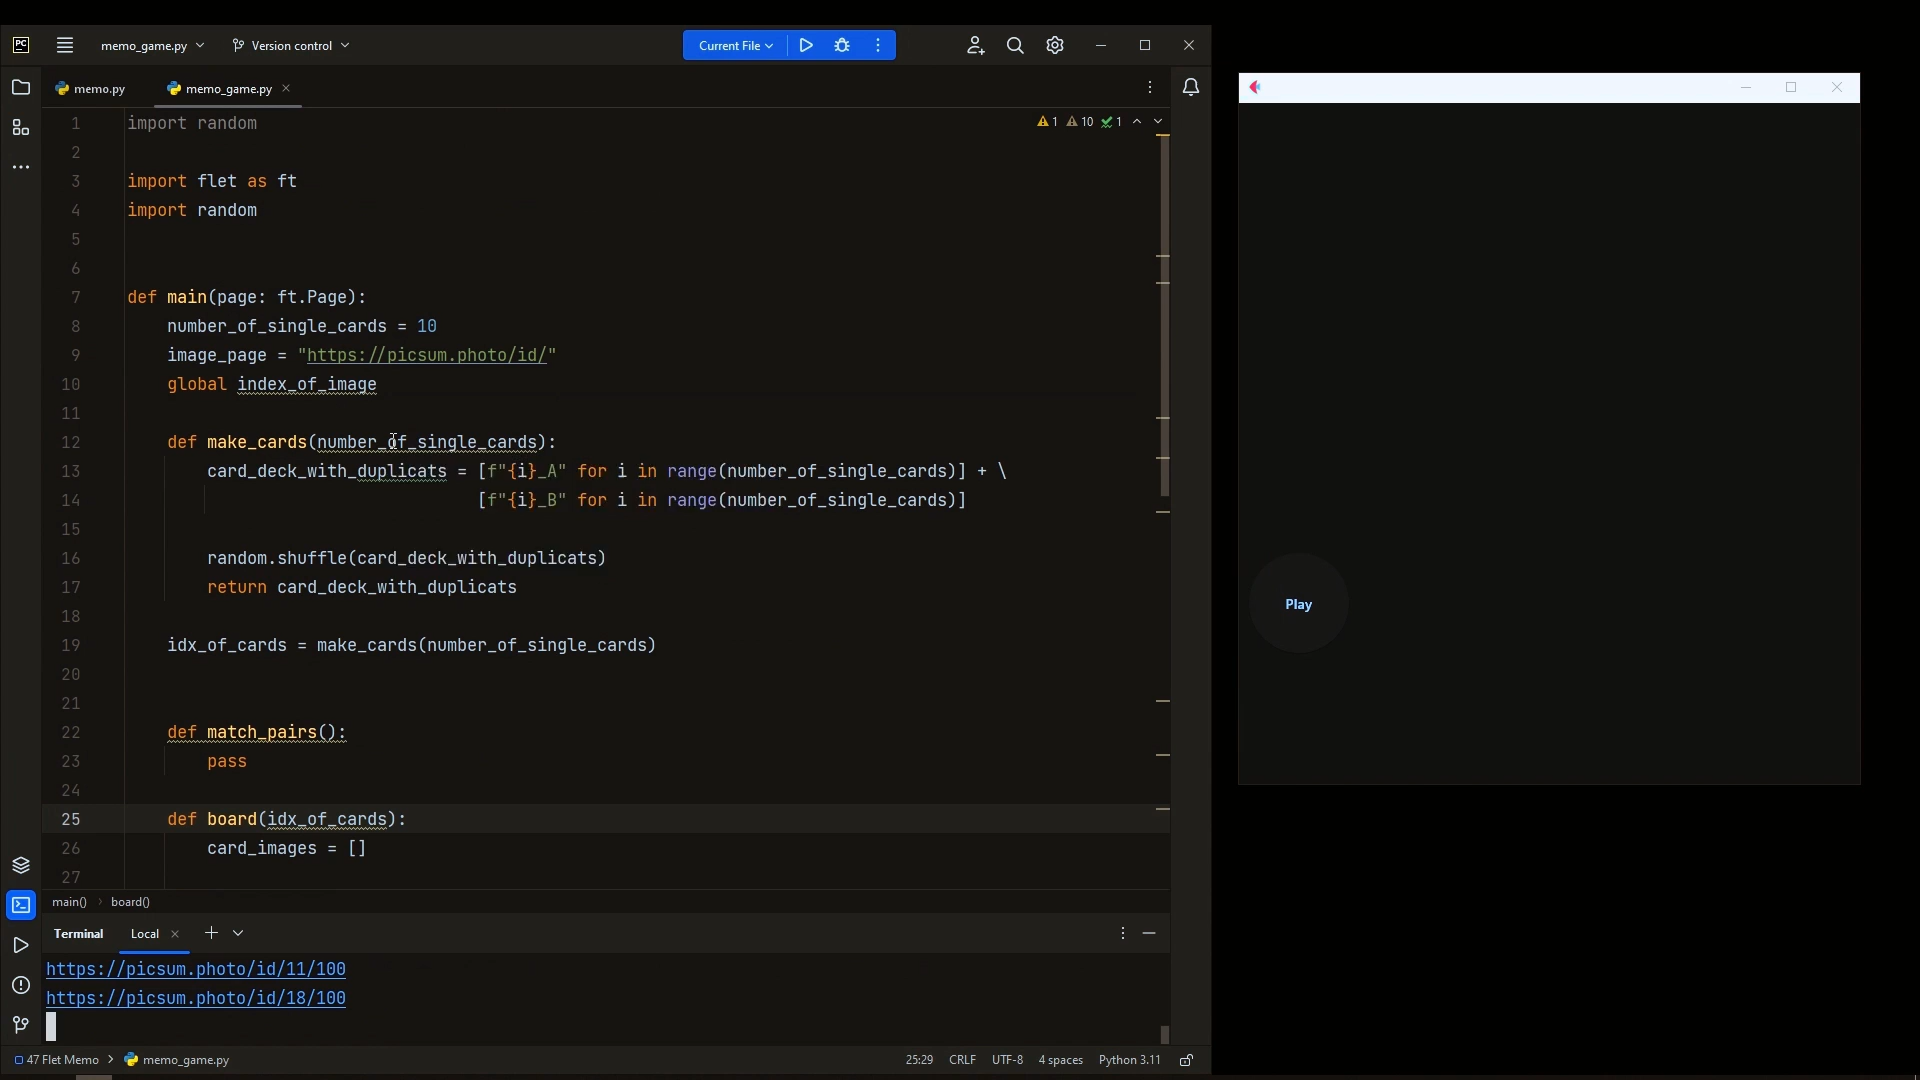 PC
memo_game.py
Version control
Current File
memo.py
memo_game.py
1 10 1
1 import random
2
3 import flet as ft
4 import random
5
6
7 def main(page: ft.Page):
8 number_of_single_cards = 10
9 image_page = "https://picsum.photo/id/"
10 global index_of_image
11
12 def make_cards(number_of_single_cards):
13 card_deck_with_duplicats = [f"{i}_A" for i in range(number_of_single_cards)] + \
14 [f"{i}_B" for i in range(number_of_single_cards)]
15
16 random.shuffle(card_deck_with_duplicats)
17 return card_deck_with_duplicats
18
19 idx_of_cards = make_cards(number_of_single_cards)
20
21
22 def match_pairs():
23 pass
24
25 def board(idx_of_cards):
26 card_images = []
27
main() board()
Terminal Local
https://picsum.photo/id/11/100
https://picsum.photo/id/18/100
47 Flet Memo memo_game.py
25:29 CRLF UTF-8 4 spaces Python 3.11
Play